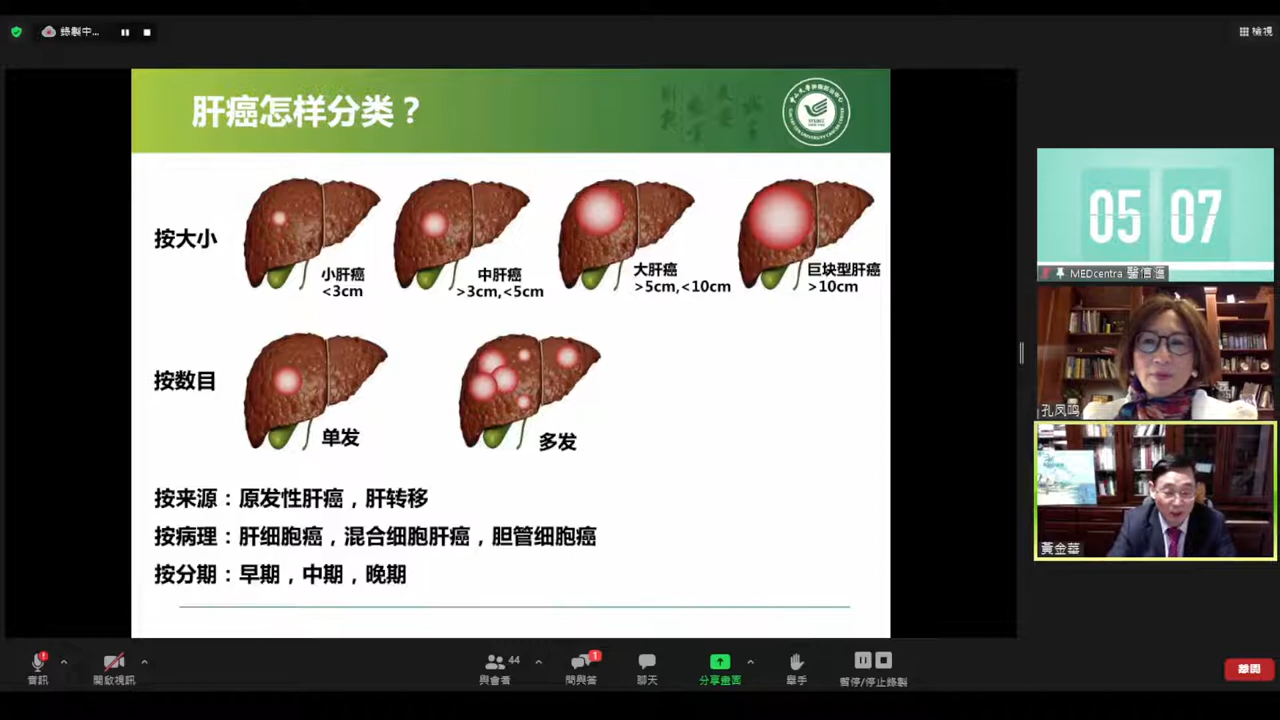 錄製中...
檢視
肝癌怎样分类？
按大小
小肝癌
<3cm
中肝癌
>3cm,<5cm
大肝癌
>5cm,<10cm
巨块型肝癌
>10cm
按数目
单发
多发
按来源：原发性肝癌，肝转移
按病理：肝细胞癌，混合细胞肝癌，胆管细胞癌
按分期：早期，中期，晚期
05 07
MEDcentra 醫信滙
孔凤鸣
黃金華
音訊
開啟視訊
44
與會者
1
問與答
聊天
分享畫面
舉手
暫停/停止錄製
離開